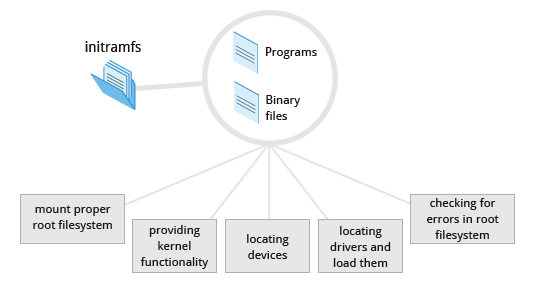 initramfs
Programs
Binary
files
mount proper
root filesystem
providing
kernel
functionality
locating
devices
locating
drivers and
load them
checking for
errors in root
filesystem